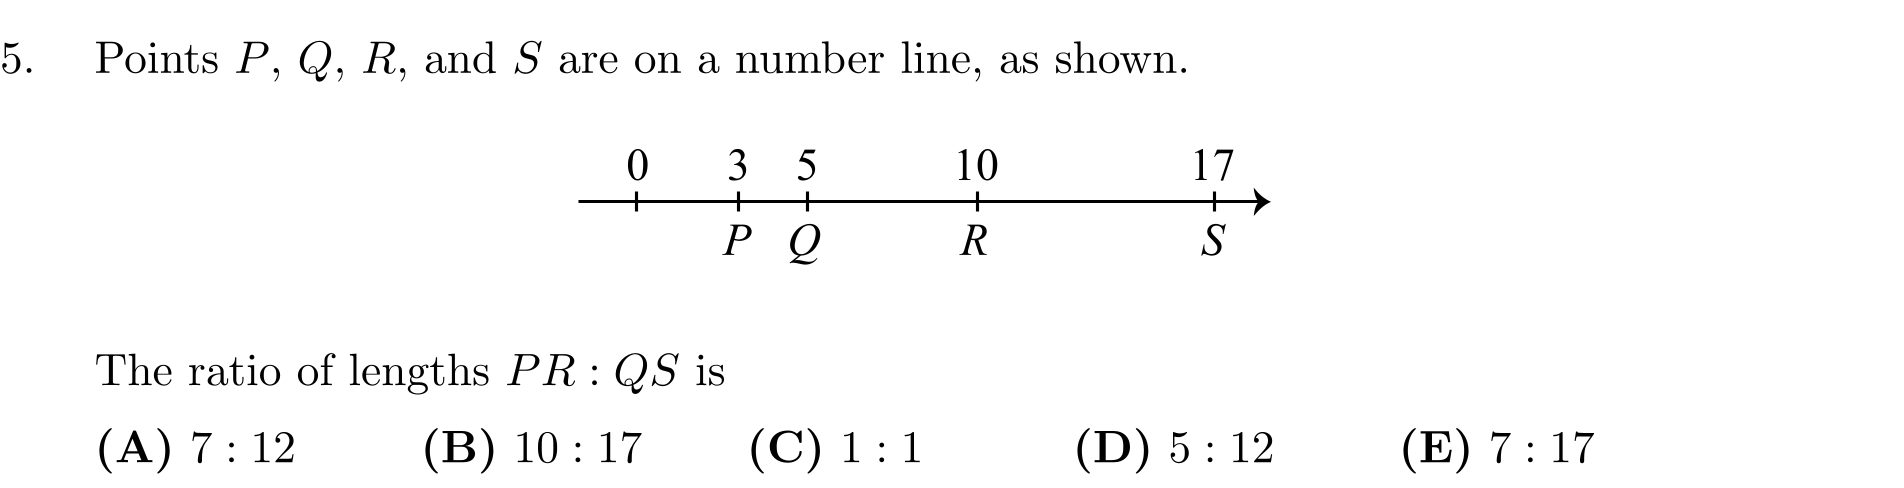 5. Points P, Q, R, and S are on a number line, as shown.
0 3 5 10 17
P Q R S
The ratio of lengths PR : QS is
(A) 7 : 12 (B) 10 : 17 (C) 1 : 1 (D) 5 : 12 (E) 7 : 17